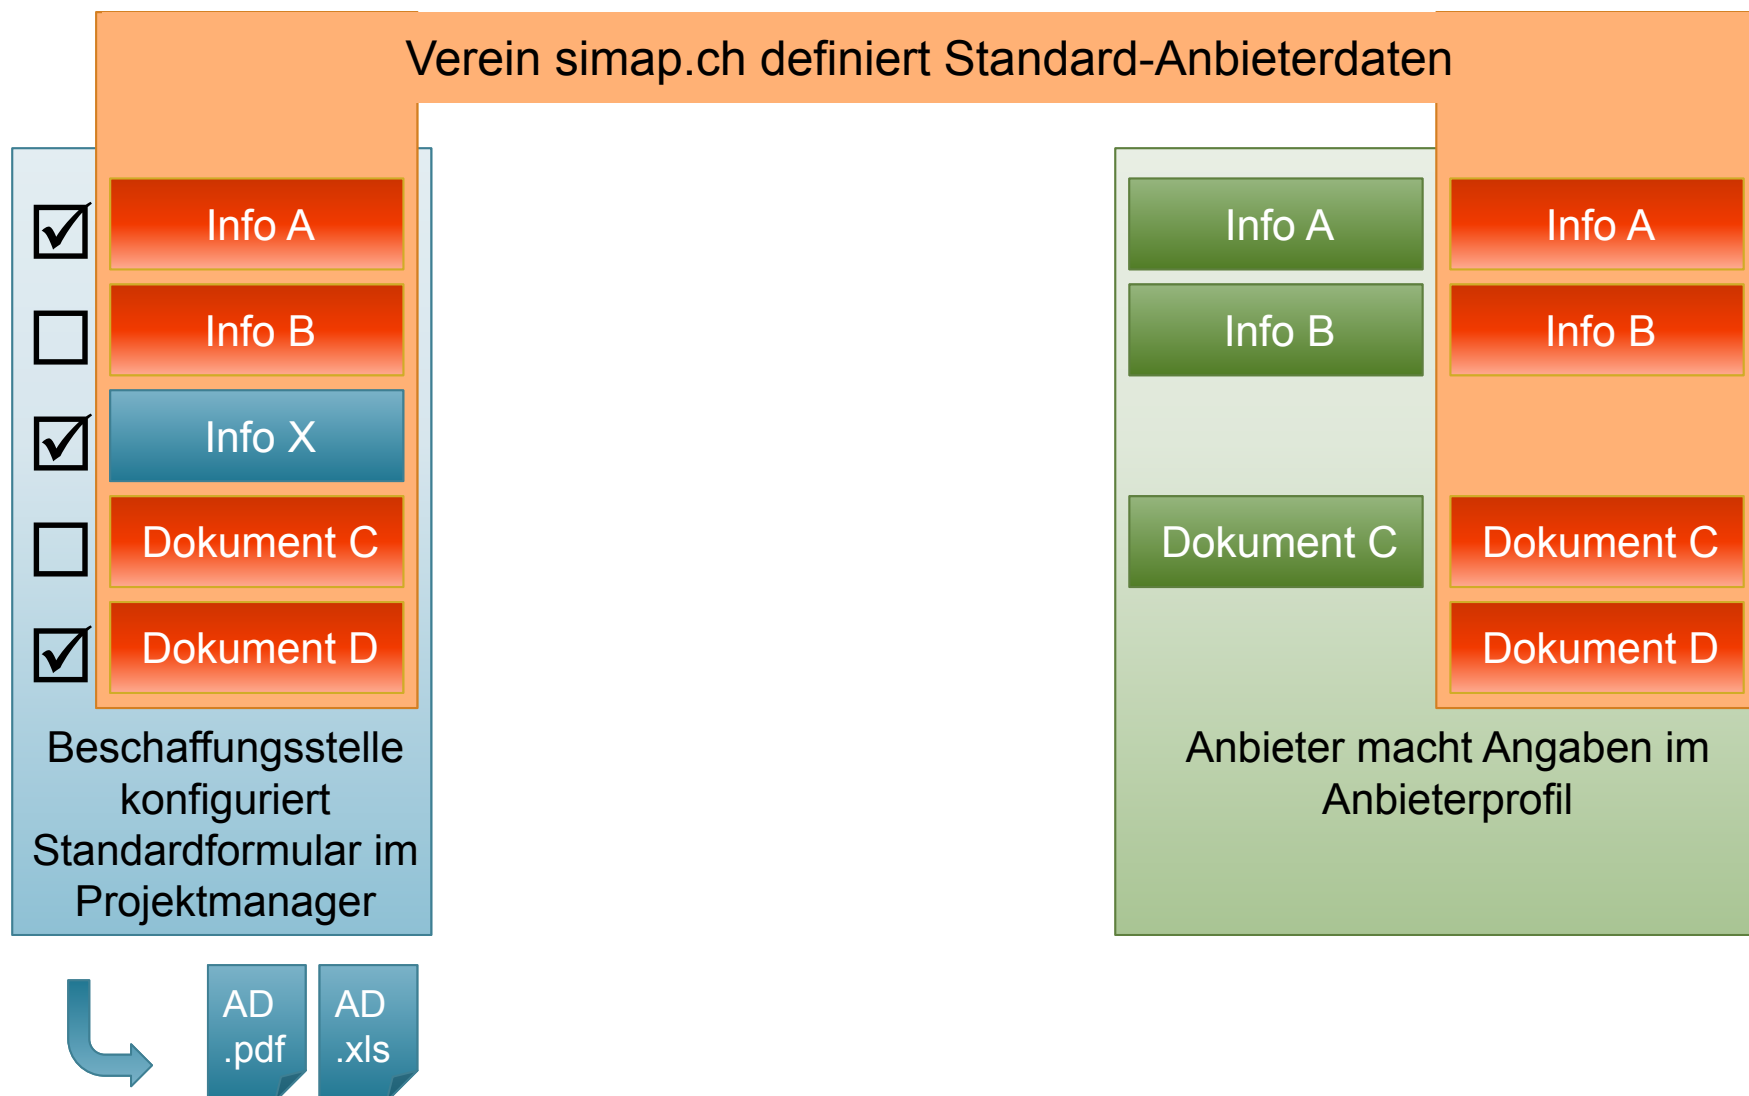 Verein simap.ch definiert Standard-Anbieterdaten
Info A
Info B
Info X
Dokument C
Dokument D
Beschaffungsstelle
konfiguriert
Standardformular im
Projektmanager
AD
.pdf
AD
.xls
Info A
Info B
Dokument C
Info A
Info B
Dokument C
Dokument D
Anbieter macht Angaben im
Anbieterprofil